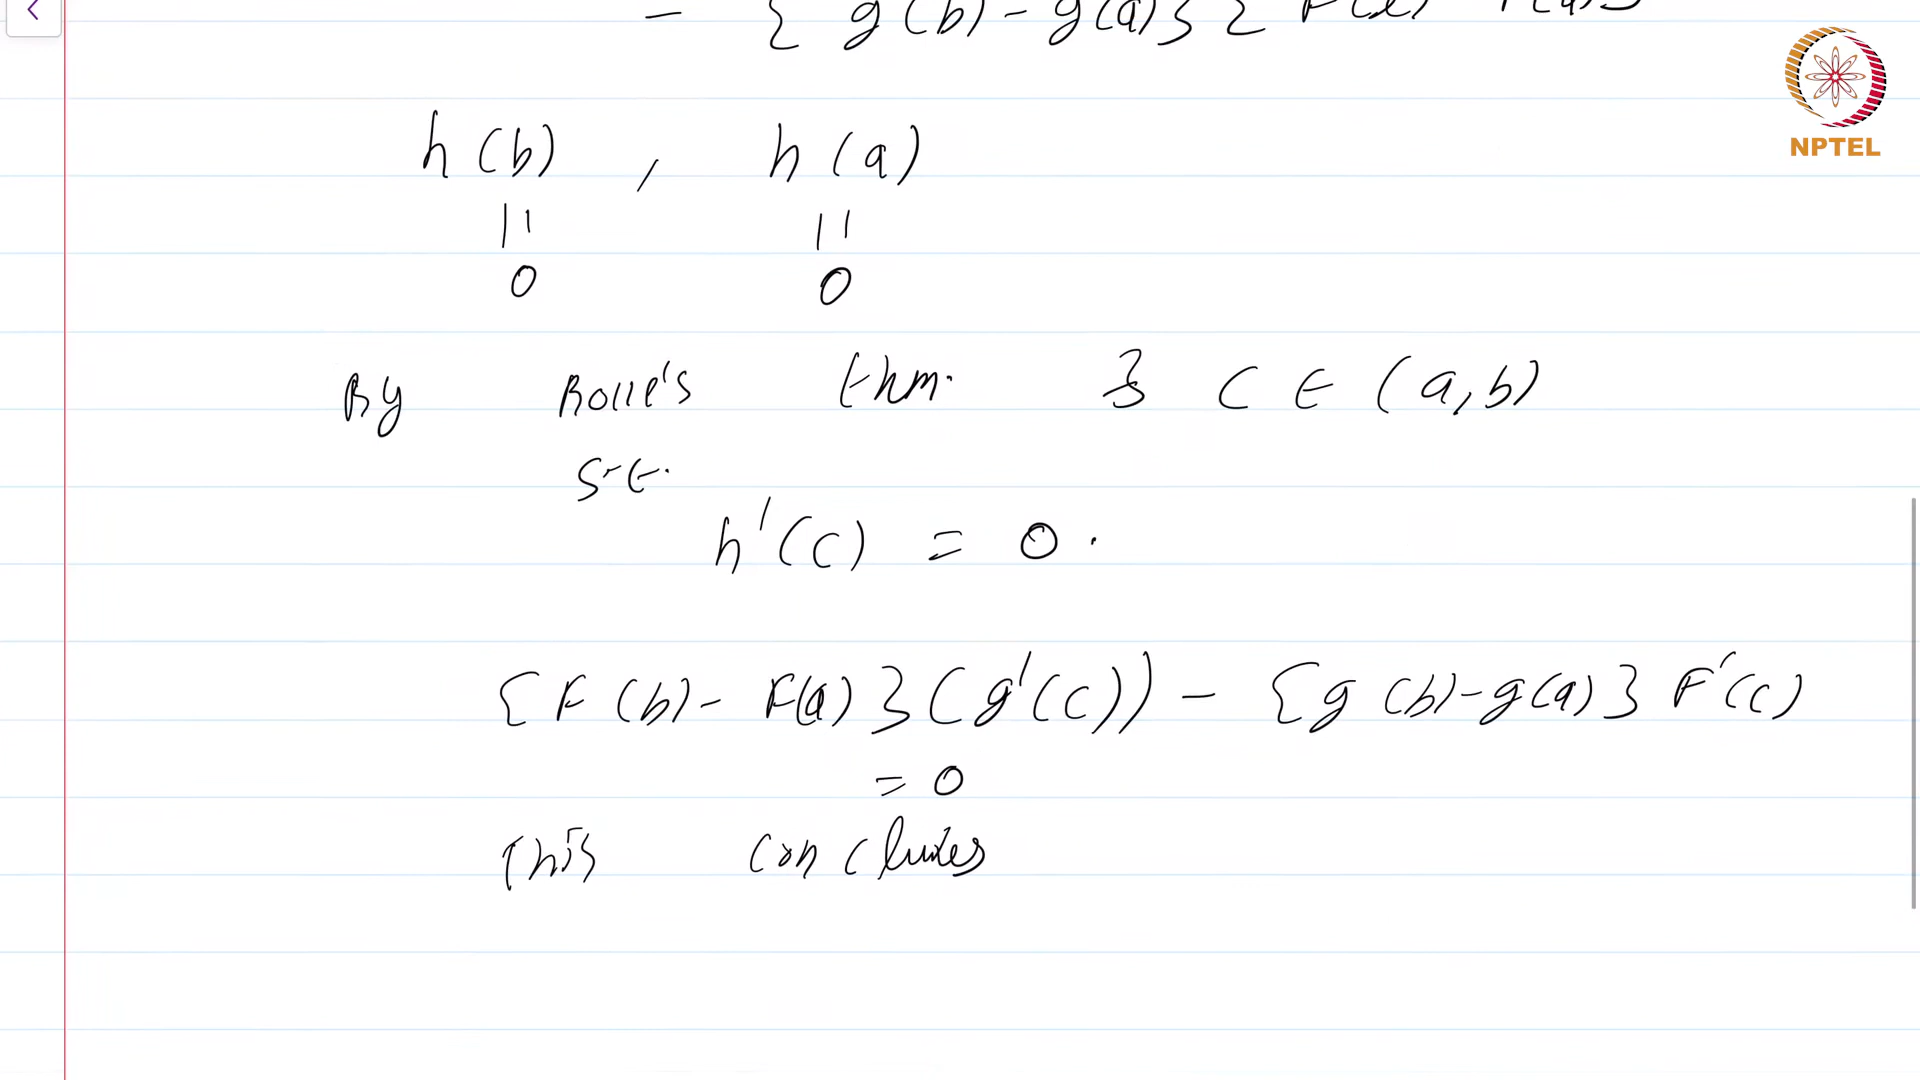 - { g(b) - g(a) } { F(x) - F(a) }
NPTEL
h(b) , h(a)
|| ||
0 0
By Rolle's thm. ∃ c ∈ (a,b)
s.t.
h'(c) = 0.
{F(b) - F(a)}(g'(c)) - {g(b)-g(a)} F'(c)
= 0
This concludes